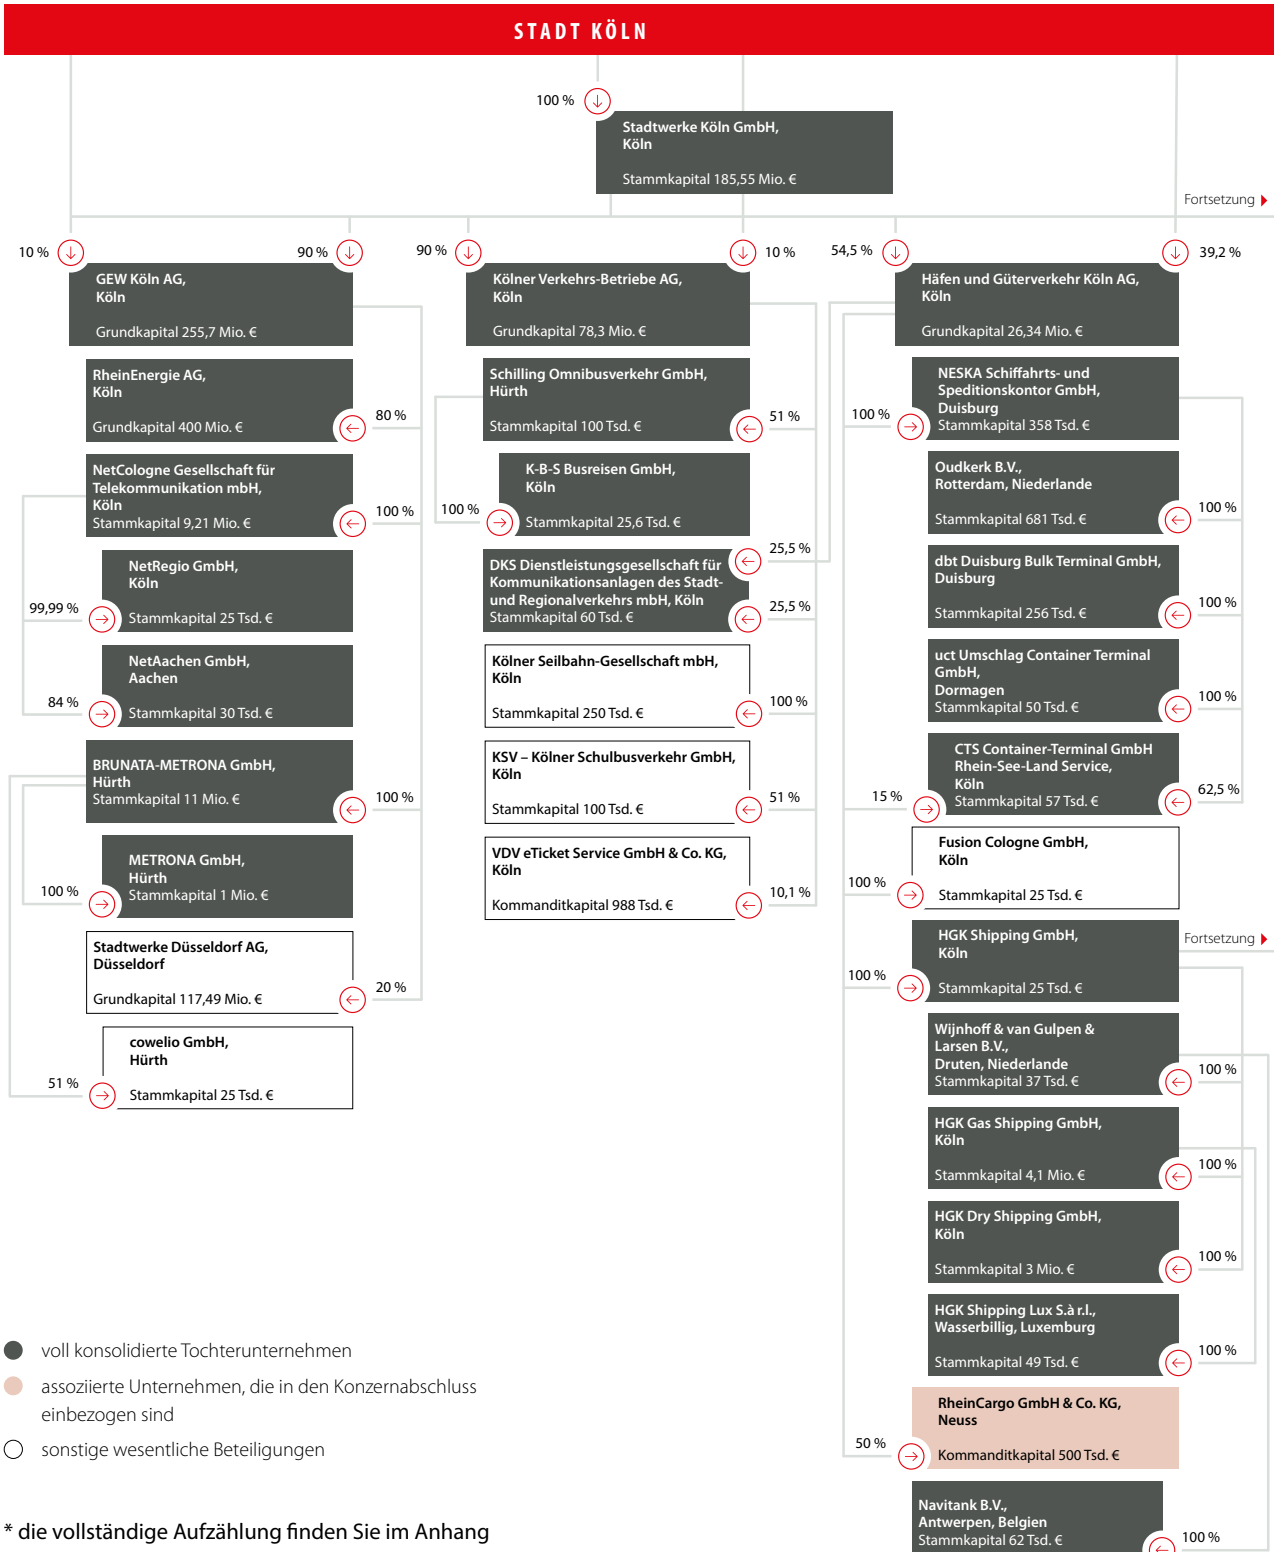 STADT KÖLN
100 %
Stadtwerke Köln GmbH,
Köln
Stammkapital 185,55 Mio. €
Fortsetzung
10 %
90 %
90 %
10 %
54,5 %
39,2 %
GEW Köln AG,
Köln
Grundkapital 255,7 Mio. €
RheinEnergie AG,
Köln
Grundkapital 400 Mio. €
80 %
NetCologne Gesellschaft für
Telekommunikation mbH,
Köln
Stammkapital 9,21 Mio. €
100 %
NetRegio GmbH,
Köln
Stammkapital 25 Tsd. €
99,99 %
NetAachen GmbH,
Aachen
Stammkapital 30 Tsd. €
84 %
BRUNATA-METRONA GmbH,
Hürth
Stammkapital 11 Mio. €
100 %
METRONA GmbH,
Hürth
Stammkapital 1 Mio. €
100 %
Stadtwerke Düsseldorf AG,
Düsseldorf
Grundkapital 117,49 Mio. €
20 %
cowelio GmbH,
Hürth
Stammkapital 25 Tsd. €
51 %
Kölner Verkehrs-Betriebe AG,
Köln
Grundkapital 78,3 Mio. €
Schilling Omnibusverkehr GmbH,
Hürth
Stammkapital 100 Tsd. €
51 %
K-B-S Busreisen GmbH,
Köln
Stammkapital 25,6 Tsd. €
100 %
DKS Dienstleistungsgesellschaft für
Kommunikationsanlagen des Stadt-
und Regionalverkehrs mbH, Köln
Stammkapital 60 Tsd. €
25,5 %
25,5 %
Kölner Seilbahn-Gesellschaft mbH,
Köln
Stammkapital 250 Tsd. €
100 %
KSV – Kölner Schulbusverkehr GmbH,
Köln
Stammkapital 100 Tsd. €
51 %
VDV eTicket Service GmbH & Co. KG,
Köln
Kommanditkapital 988 Tsd. €
10,1 %
Häfen und Güterverkehr Köln AG,
Köln
Grundkapital 26,34 Mio. €
NESKA Schiffahrts- und
Speditionskontor GmbH,
Duisburg
Stammkapital 358 Tsd. €
100 %
Oudkerk B.V.,
Rotterdam, Niederlande
Stammkapital 681 Tsd. €
100 %
dbt Duisburg Bulk Terminal GmbH,
Duisburg
Stammkapital 256 Tsd. €
100 %
uct Umschlag Container Terminal
GmbH,
Dormagen
Stammkapital 50 Tsd. €
100 %
CTS Container-Terminal GmbH
Rhein-See-Land Service,
Köln
Stammkapital 57 Tsd. €
15 %
62,5 %
Fusion Cologne GmbH,
Köln
Stammkapital 25 Tsd. €
100 %
HGK Shipping GmbH,
Köln
Stammkapital 25 Tsd. €
100 %
Fortsetzung
Wijnhoff & van Gulpen &
Larsen B.V.,
Druten, Niederlande
Stammkapital 37 Tsd. €
100 %
HGK Gas Shipping GmbH,
Köln
Stammkapital 4,1 Mio. €
100 %
HGK Dry Shipping GmbH,
Köln
Stammkapital 3 Mio. €
100 %
HGK Shipping Lux S.à r.l.,
Wasserbillig, Luxemburg
Stammkapital 49 Tsd. €
100 %
RheinCargo GmbH & Co. KG,
Neuss
Kommanditkapital 500 Tsd. €
50 %
Navitank B.V.,
Antwerpen, Belgien
Stammkapital 62 Tsd. €
100 %
voll konsolidierte Tochterunternehmen
assoziierte Unternehmen, die in den Konzernabschluss
einbezogen sind
sonstige wesentliche Beteiligungen
* die vollständige Aufzählung finden Sie im Anhang